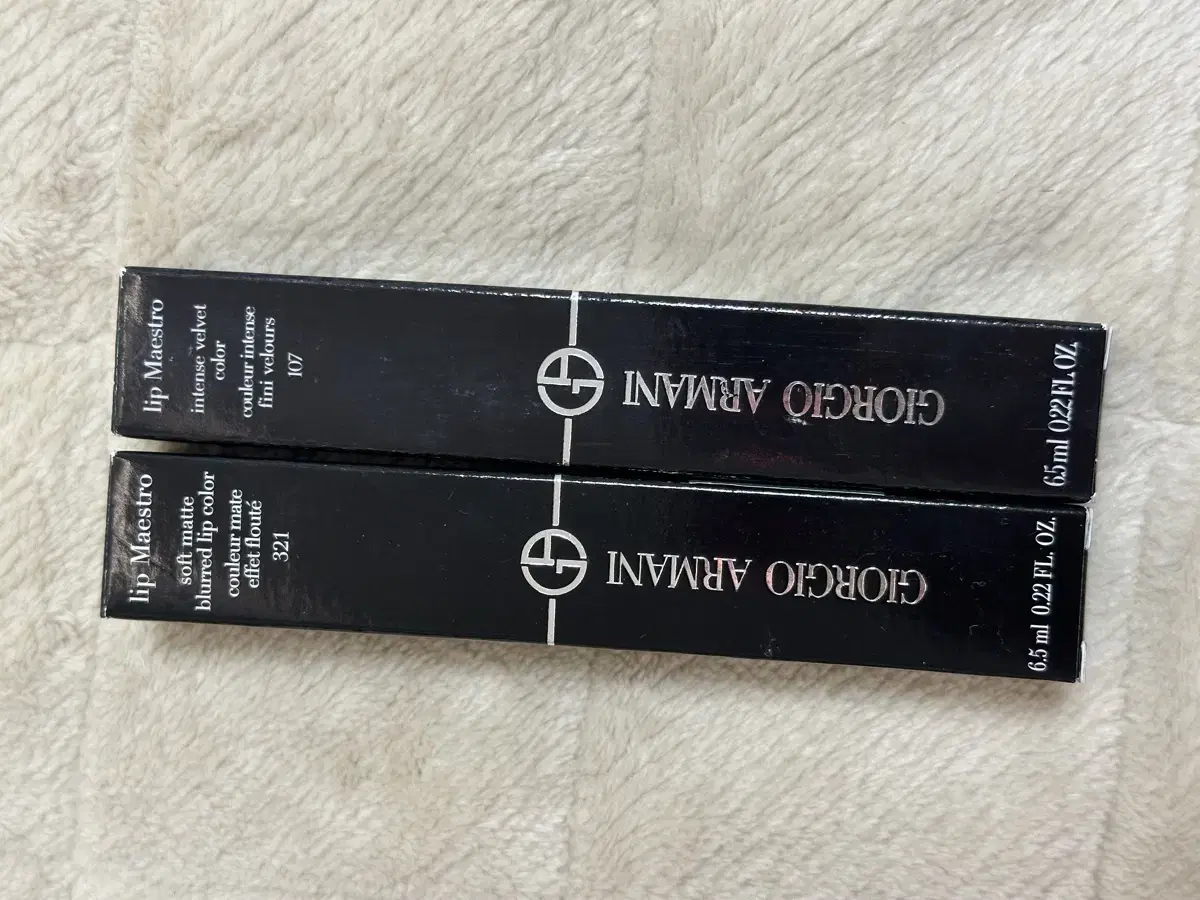 lip Maestro
intense velvet
color
couleur intense
fini velours
107
GIORGIO ARMANI
6.5 ml 0.22 FL. OZ.
lip Maestro
soft matte
blurred lip color
couleur mate
effet flouté
321
GIORGIO ARMANI
6.5 ml 0.22 FL. OZ.